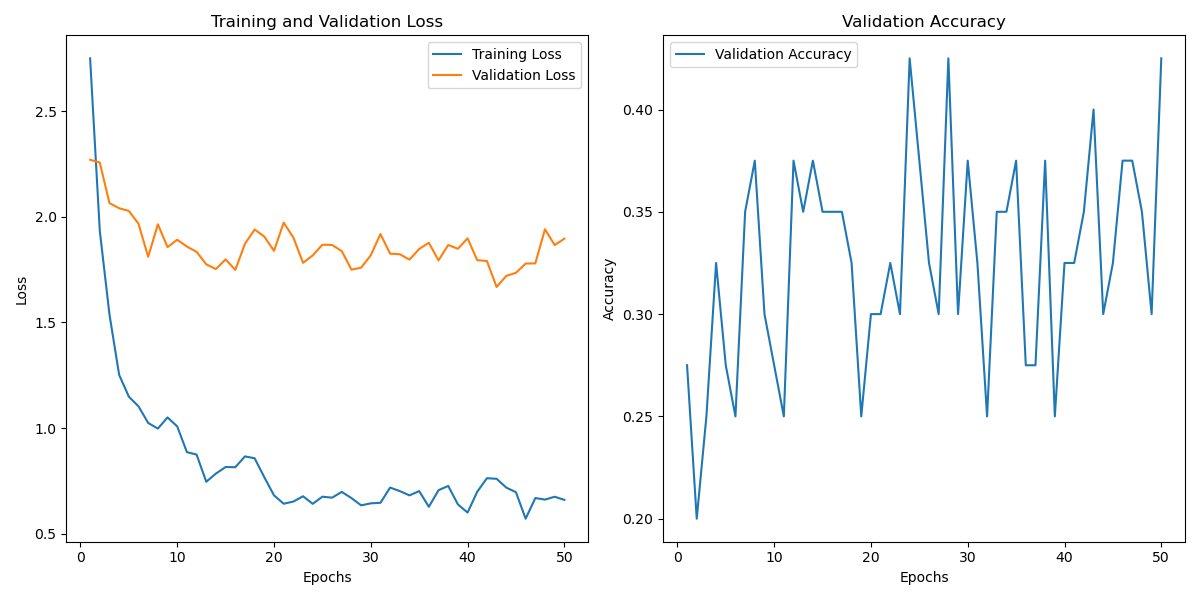 Training and Validation Loss
Training Loss
Validation Loss
2.5
2.0
1.5
1.0
0.5
Loss
0 10 20 30 40 50
Epochs
Validation Accuracy
Validation Accuracy
0.40
0.35
0.30
0.25
0.20
Accuracy
0 10 20 30 40 50
Epochs